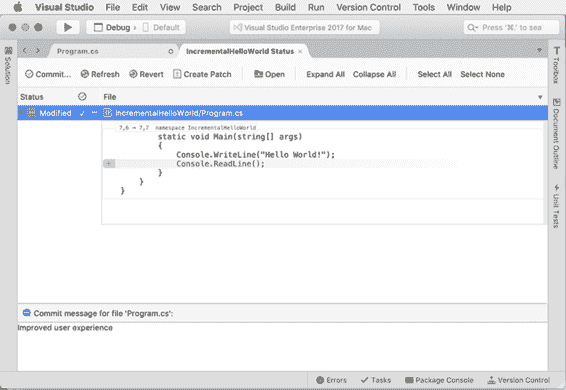 Visual Studio File Edit View Search Project Build Run Version Control Tools Window Help
Debug › Default Visual Studio Enterprise 2017 for Mac Press '⌘.' to sea
Solution
Program.cs IncrementalHelloWorld Status ×
Commit... Refresh Revert Create Patch Open Expand All Collapse All Select All Select None
Status File
Modified ✓ IncrementalHelloWorld/Program.cs
7,6 → 7,7 namespace IncrementalHelloWorld
static void Main(string[] args)
{
Console.WriteLine("Hello World!");
+ Console.ReadLine();
}
}
}
Toolbox
Document Outline
Unit Tests
Commit message for file 'Program.cs':
Improved user experience
Errors Tasks Package Console Version Control